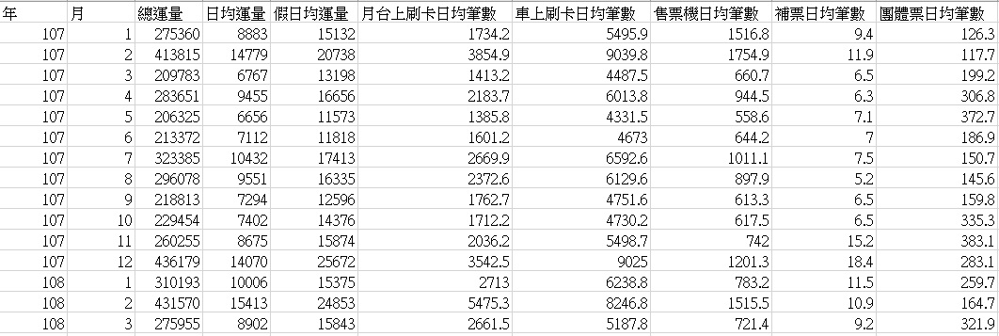 年 月 總運量 日均運量 假日均運量 月台上刷卡日均筆數 車上刷卡日均筆數 售票機日均筆數 補票日均筆數 團體票日均筆數
107 1 275360 8883 15132 1734.2 5495.9 1516.8 9.4 126.3
107 2 413815 14779 20738 3854.9 9039.8 1754.9 11.9 117.7
107 3 209783 6767 13198 1413.2 4487.5 660.7 6.5 199.2
107 4 283651 9455 16656 2183.7 6013.8 944.5 6.3 306.8
107 5 206325 6656 11573 1385.8 4331.5 558.6 7.1 372.7
107 6 213372 7112 11818 1601.2 4673 644.2 7 186.9
107 7 323385 10432 17413 2669.9 6592.6 1011.1 7.5 150.7
107 8 296078 9551 16335 2372.6 6129.6 897.9 5.2 145.6
107 9 218813 7294 12596 1762.7 4751.6 613.3 6.5 159.8
107 10 229454 7402 14376 1712.2 4730.2 617.5 6.5 335.3
107 11 260255 8675 15874 2036.2 5498.7 742 15.2 383.1
107 12 436179 14070 25672 3542.5 9025 1201.3 18.4 283.1
108 1 310193 10006 15375 2713 6238.8 783.2 11.5 259.7
108 2 431570 15413 24853 5475.3 8246.8 1515.5 10.9 164.7
108 3 275955 8902 15843 2661.5 5187.8 721.4 9.2 321.9